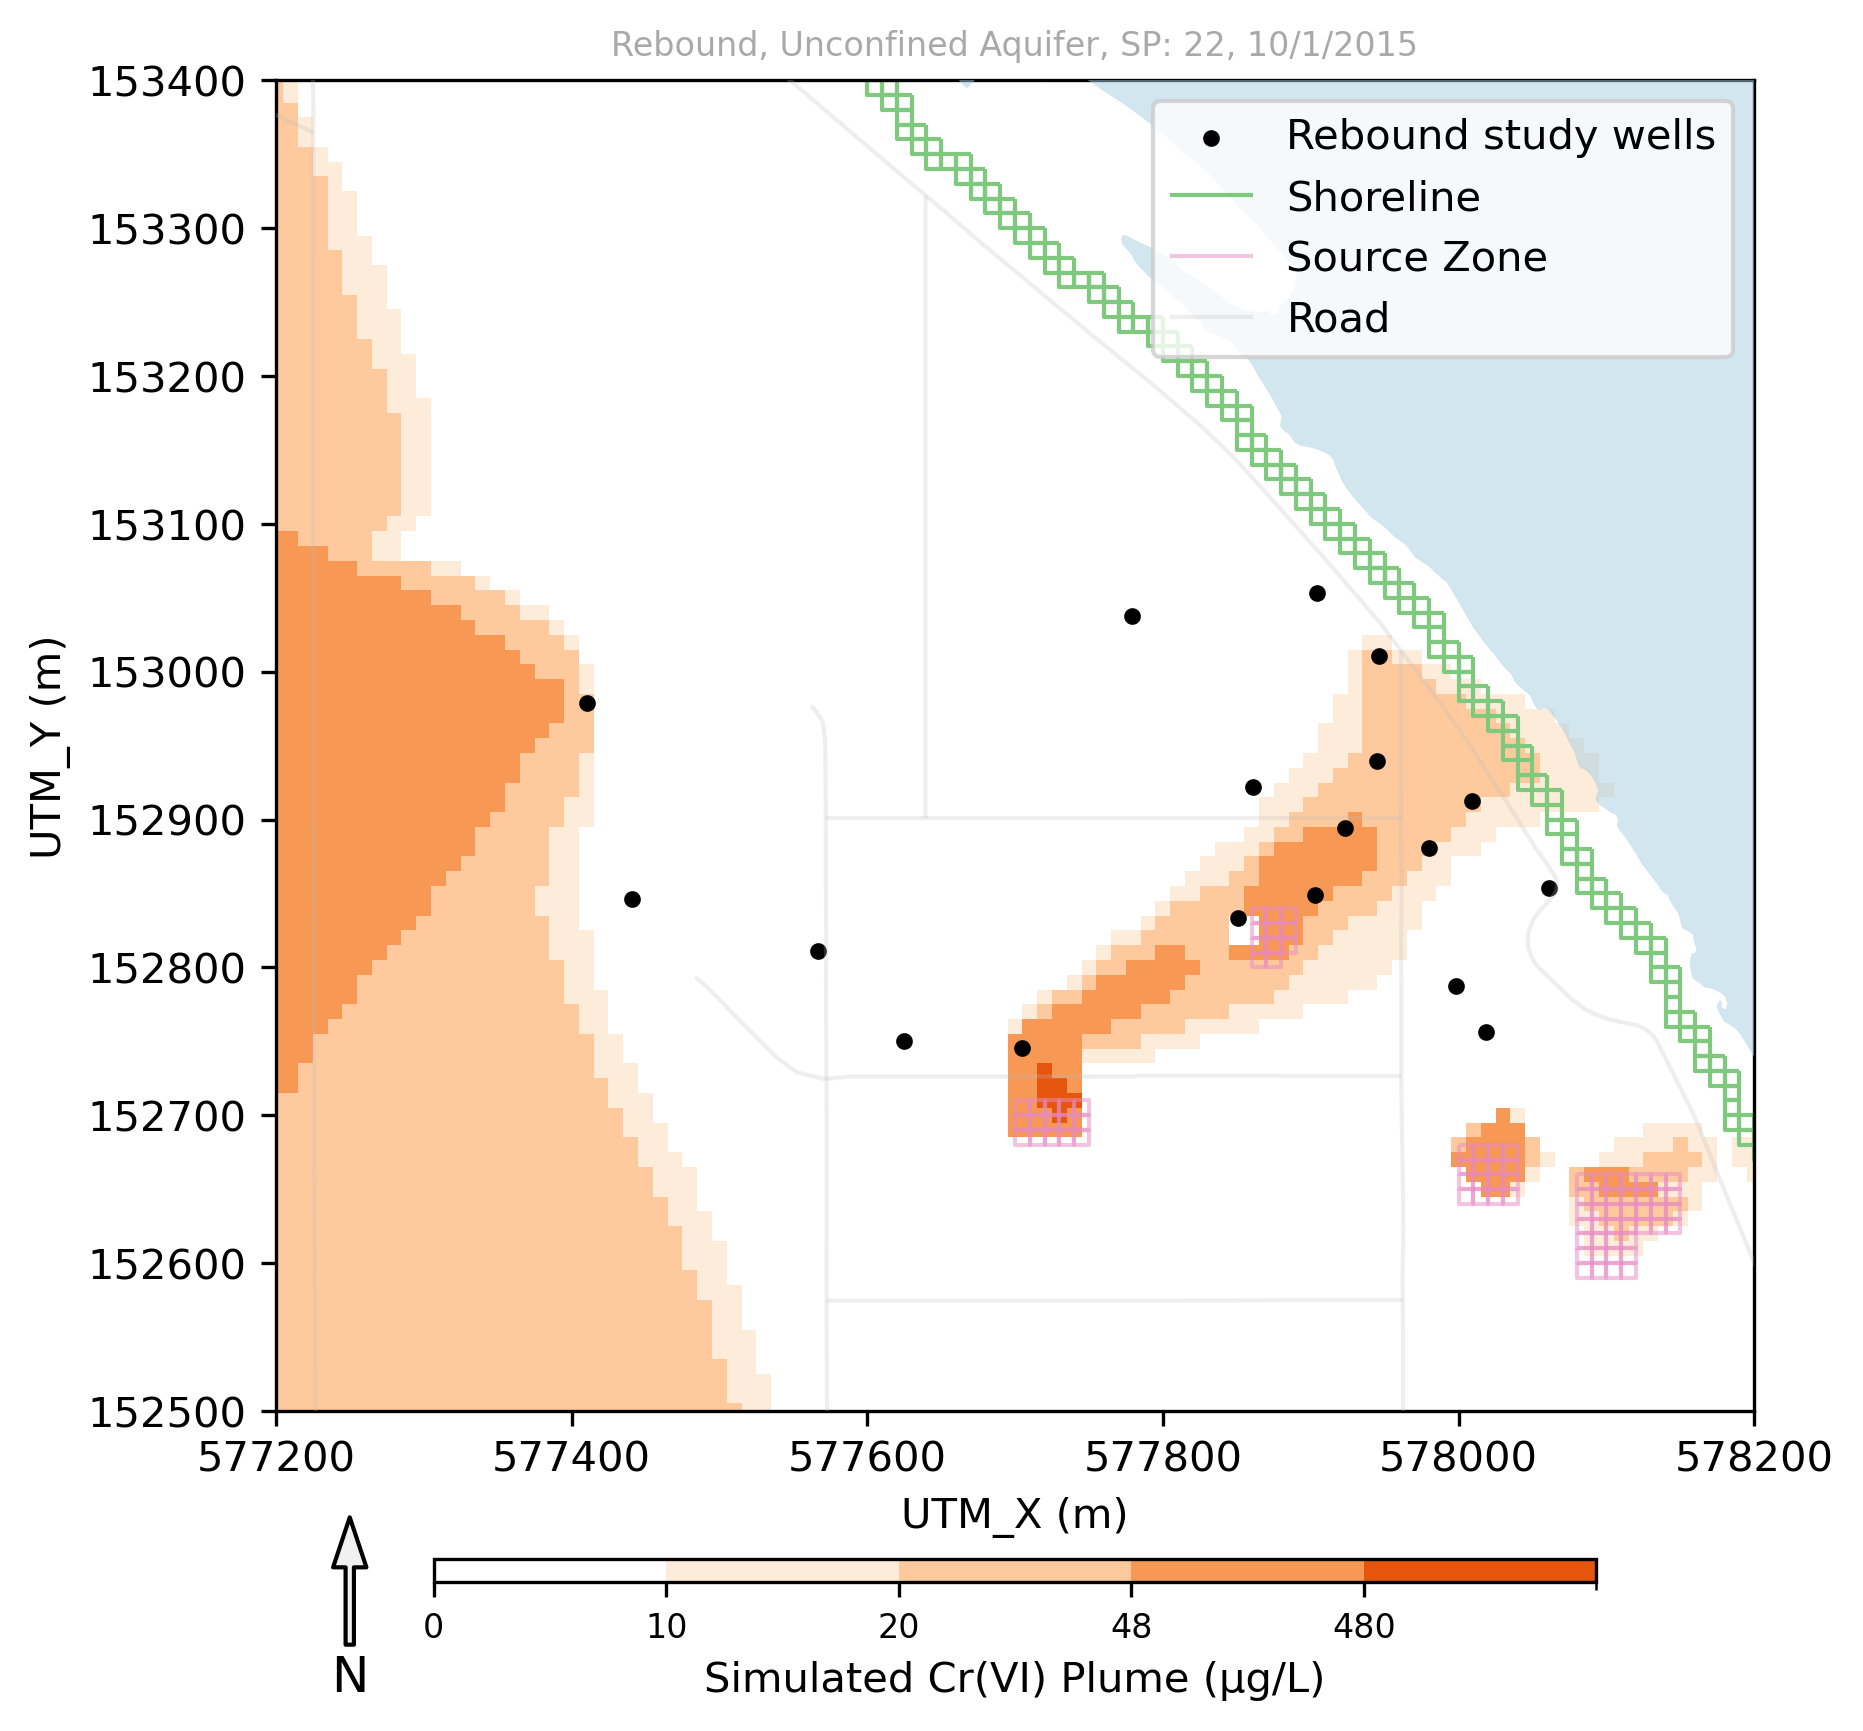 Rebound, Unconfined Aquifer, SP: 22, 10/1/2015
153400
153300
153200
153100
153000
152900
152800
152700
152600
152500
UTM_Y (m)
Rebound study wells
Shoreline
Source Zone
Road
577200 577400 577600 577800 578000 578200
UTM_X (m)
N
0 10 20 48 480
Simulated Cr(VI) Plume (μg/L)